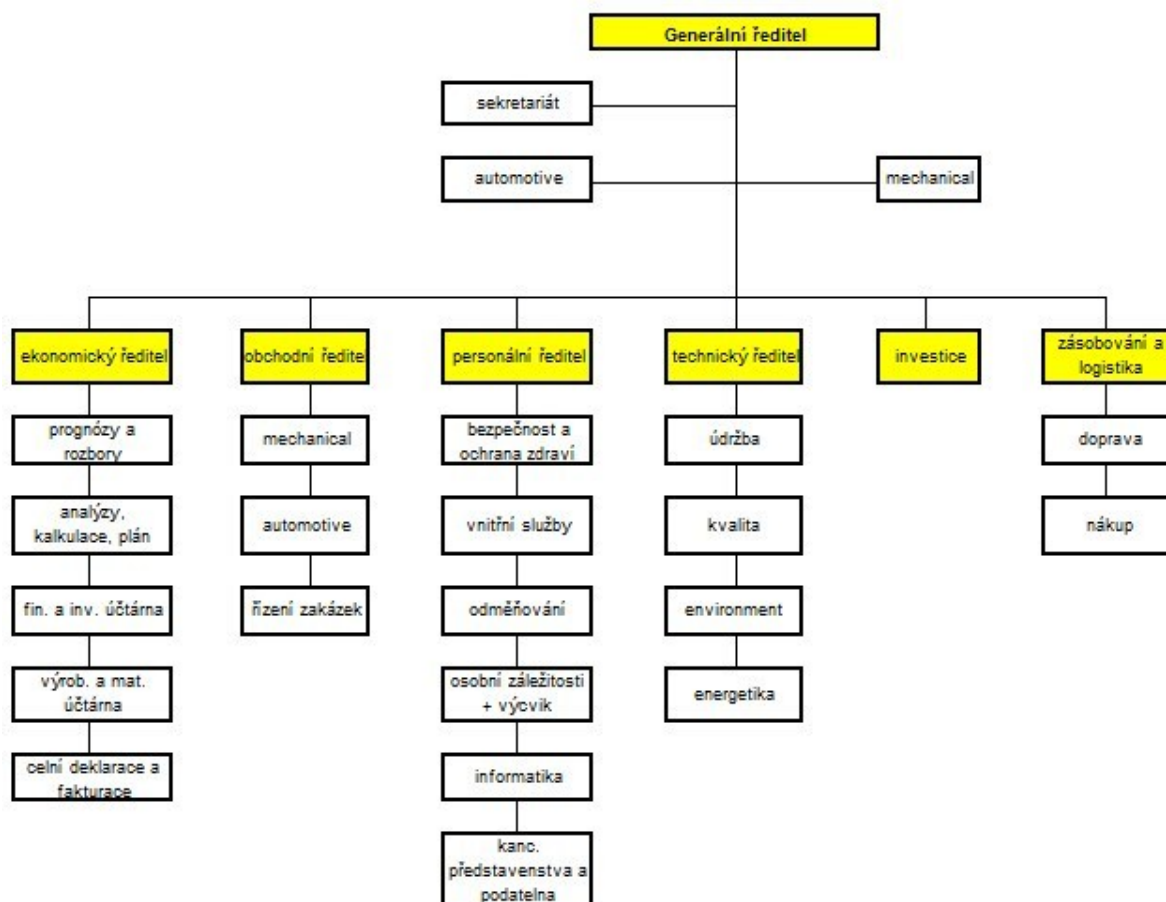 Generální ředitel
sekretariát
automotive
mechanical
ekonomický ředitel
obchodní ředitel
personální ředitel
technický ředitel
investice
zásobování a
logistika
prognózy a
rozbory
mechanical
bezpečnost a
ochrana zdraví
údržba
doprava
analýzy,
kalkulace, plán
automotive
vnitřní služby
kvalita
nákup
fin. a inv. účtárna
řízení zakázek
odměňování
environment
výrob. a mat.
účtárna
osobní záležitosti
+ výcvik
energetika
celní deklarace a
fakturace
informatika
kanc.
představenstva a
podatelna